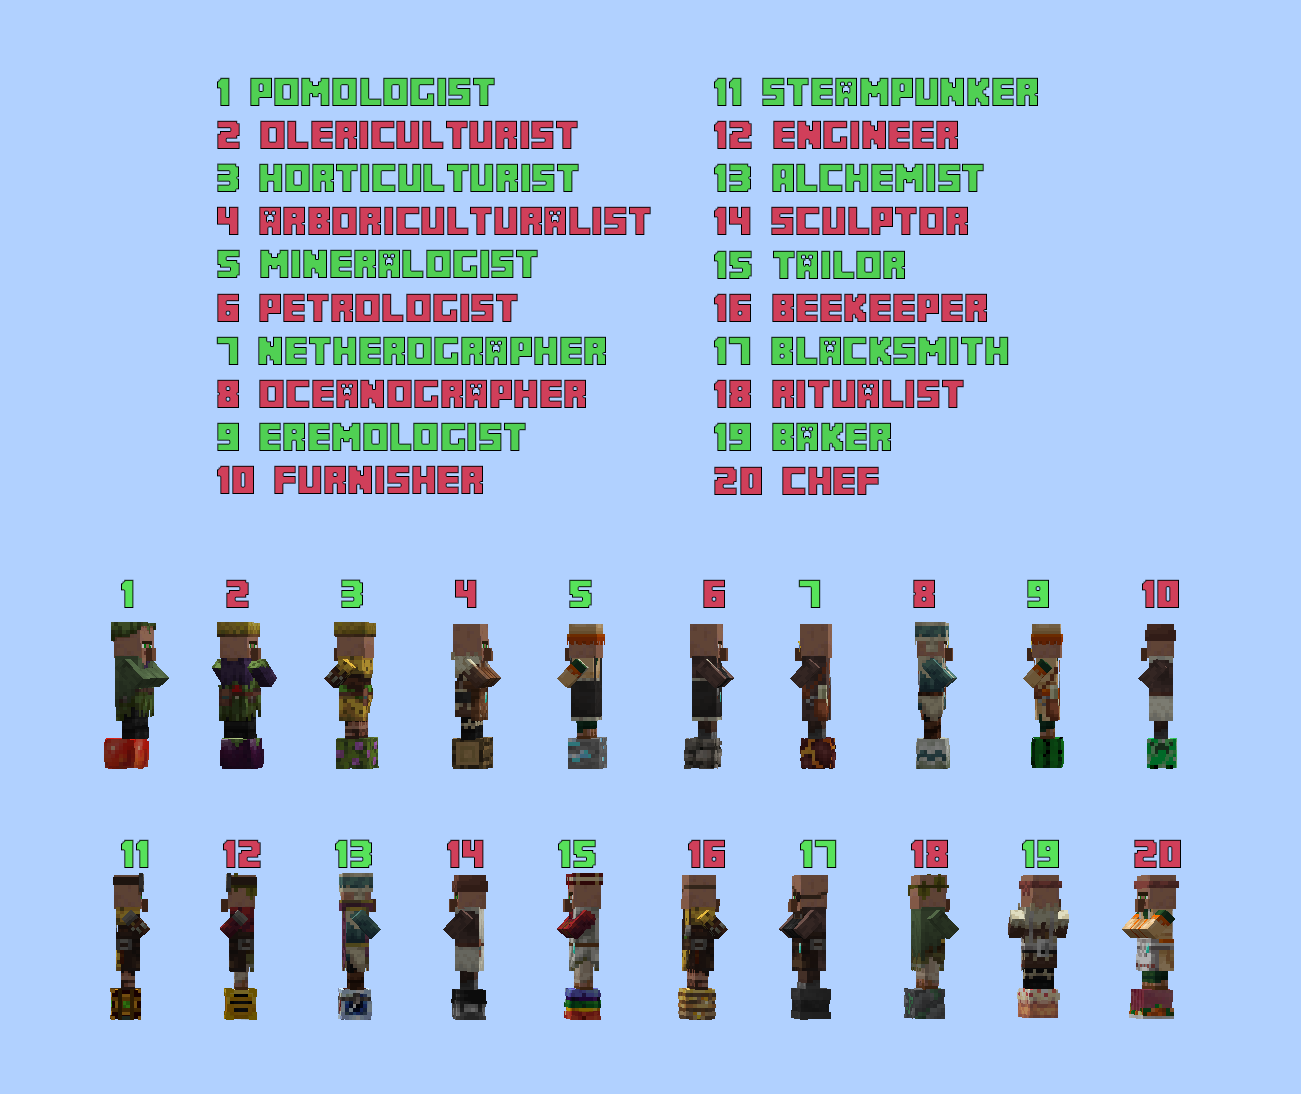 1 POMOLOGIST
2 OLERICULTURIST
3 HORTICULTURIST
4 ARBORICULTURALIST
5 MINERALOGIST
6 PETROLOGIST
7 NETHEROGRAPHER
8 OCEANOGRAPHER
9 EREMOLOGIST
10 FURNISHER
11 STEAMPUNKER
12 ENGINEER
13 ALCHEMIST
14 SCULPTOR
15 TAILOR
16 BEEKEEPER
17 BLACKSMITH
18 RITUALIST
19 BAKER
20 CHEF
1 2 3 4 5 6 7 8 9 10
11 12 13 14 15 16 17 18 19 20